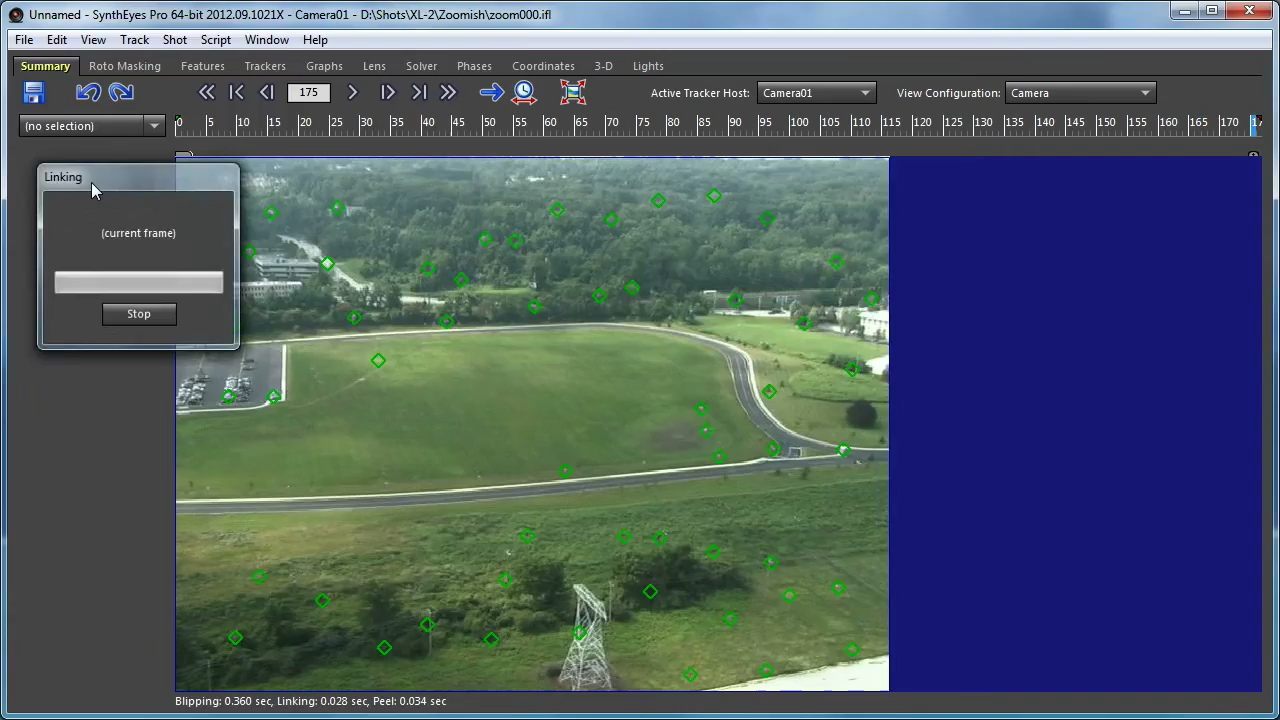 Unnamed - SynthEyes Pro 64-bit 2012.09.1021X - Camera01 - D:\Shots\XL-2\Zoomish\zoom000.ifl
File Edit View Track Shot Script Window Help
Summary Roto Masking Features Trackers Graphs Lens Solver Phases Coordinates 3-D Lights
175 Active Tracker Host: Camera01 View Configuration: Camera
(no selection) 0 5 10 15 20 25 30 35 40 45 50 55 60 65 70 75 80 85 90 95 100 105 110 115 120 125 130 135 140 145 150 155 160 165 170
Linking
(current frame)
Stop
Blipping: 0.360 sec, Linking: 0.028 sec, Peel: 0.034 sec